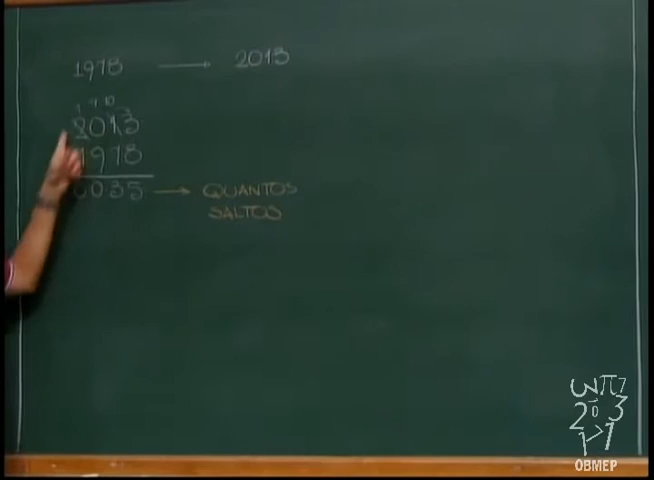 1978 → 2013
2013
1978
0035 → QUANTOS
SALTOS
OBMEP